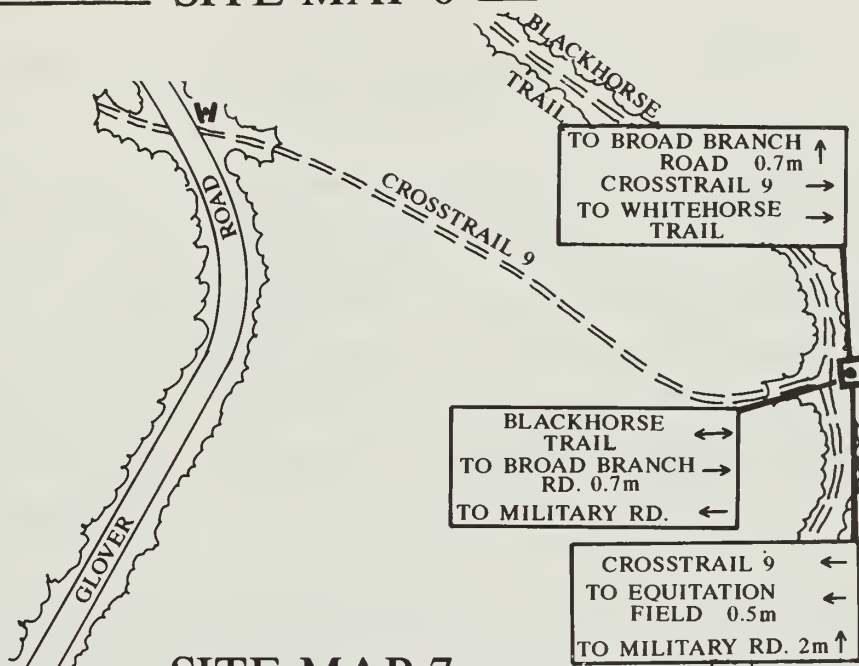 SITE MAP 6
BLACKHORSE
TRAIL
TO BROAD BRANCH ↑
ROAD 0.7m
CROSSTRAIL 9 →
TO WHITEHORSE →
TRAIL
W
ROAD
CROSSTRAIL 9
BLACKHORSE ↔
TRAIL
TO BROAD BRANCH →
RD. 0.7m
TO MILITARY RD. ←
GLOVER
CROSSTRAIL 9 ←
TO EQUITATION ←
FIELD 0.5m
TO MILITARY RD. 2m ↑
SITE MAP 7